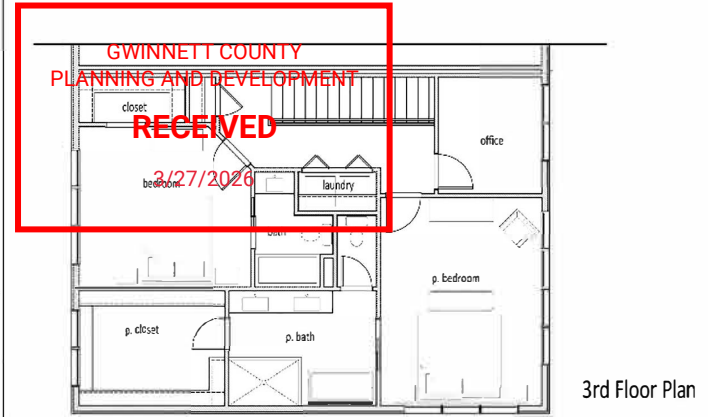 GWINNETT COUNTY
PLANNING AND DEVELOPMENT
RECEIVED
3/27/2026
closet
office
bedroom
laundry
bath
p. bedroom
p. closet
p. bath
3rd Floor Plan